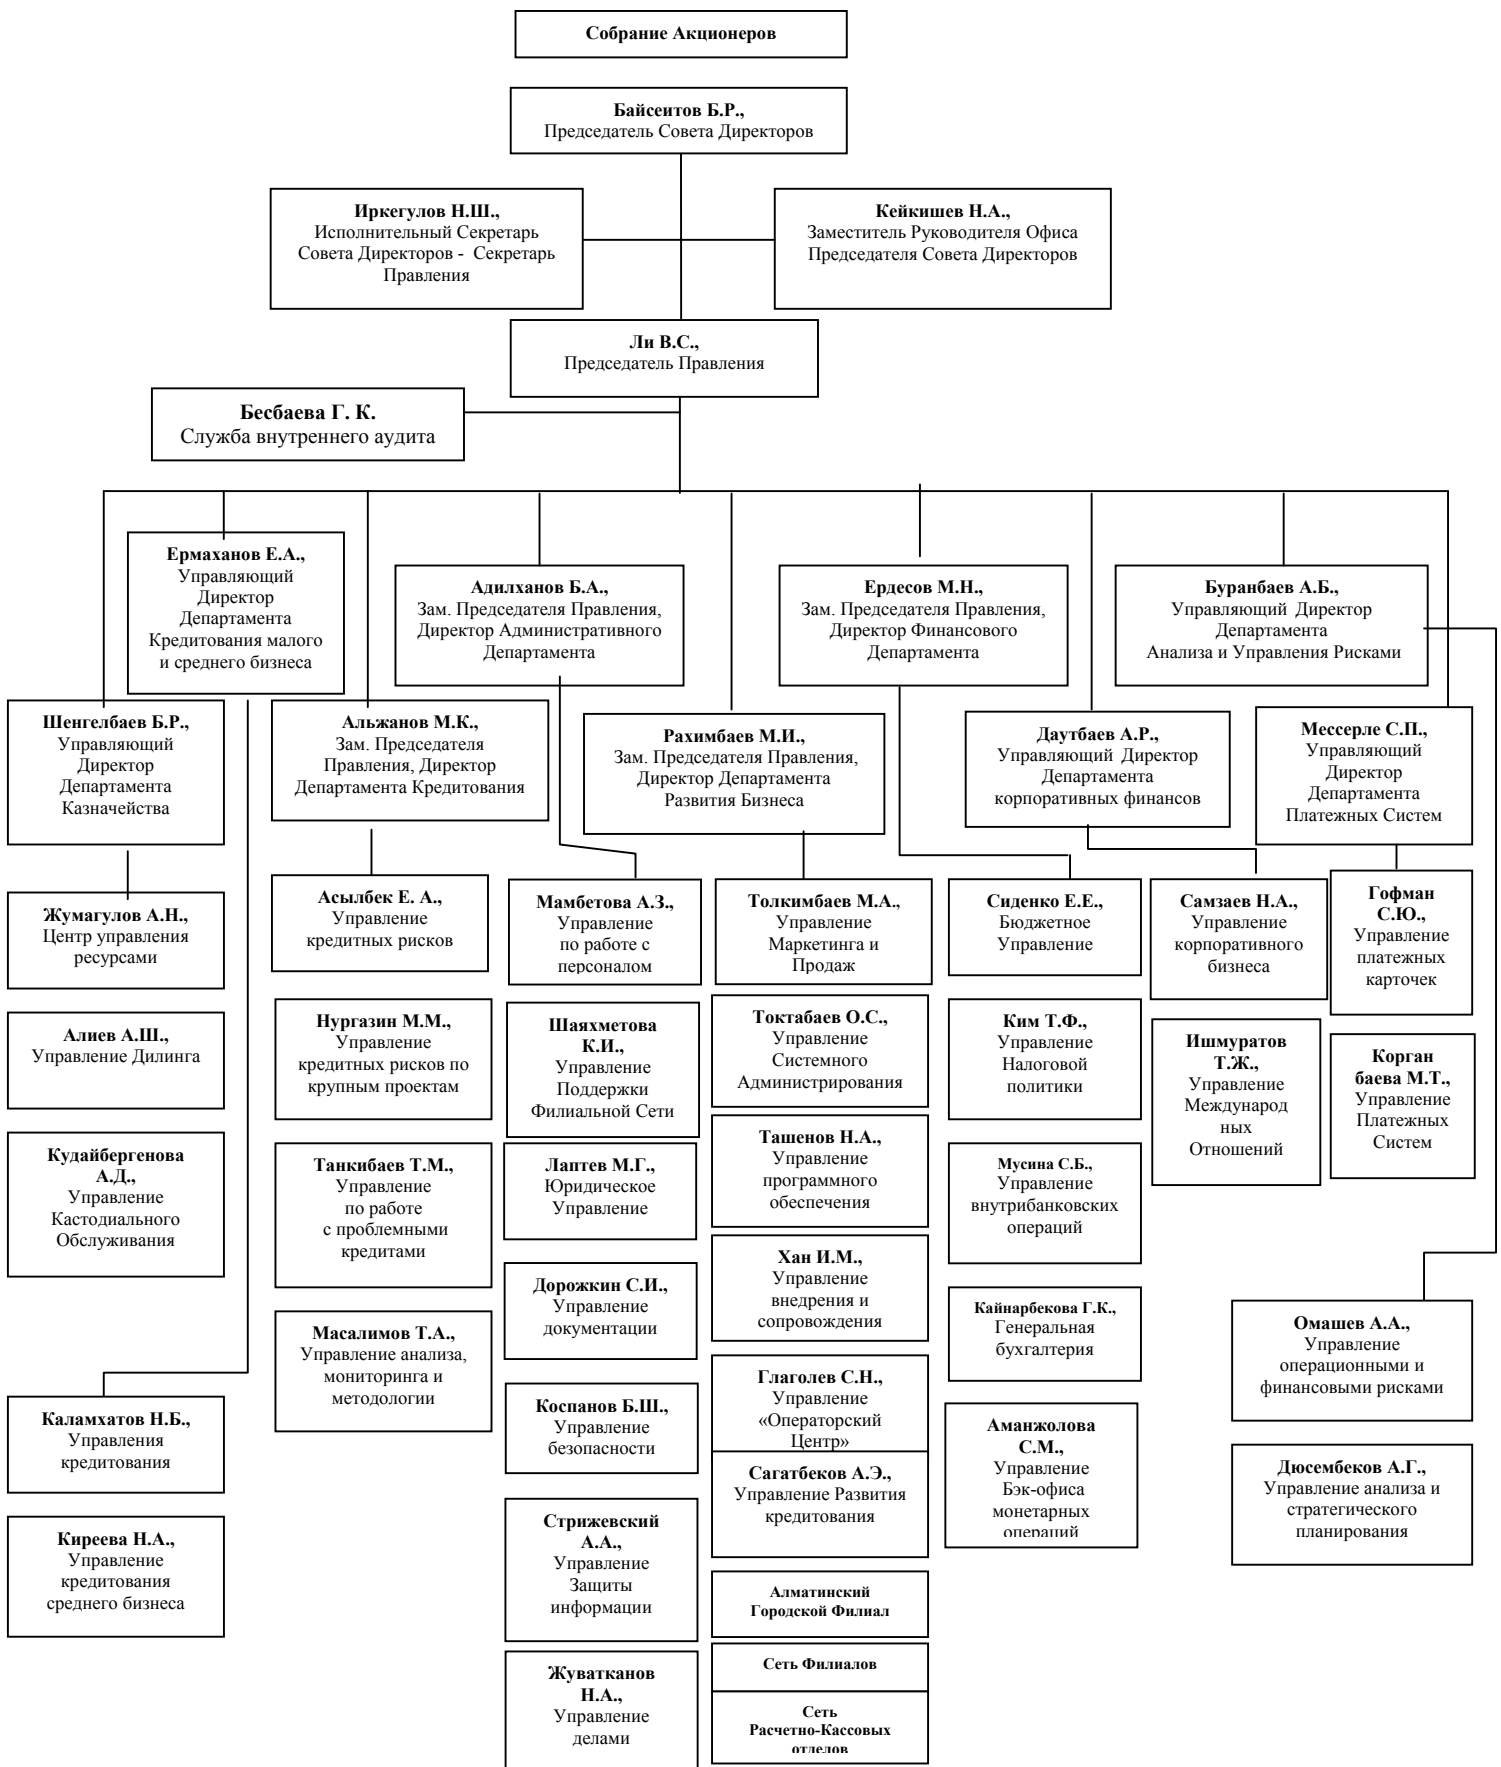 Собрание Акционеров
Байсеитов Б.Р.,
Председатель Совета Директоров
Иркегулов Н.Ш.,
Исполнительный Секретарь
Совета Директоров - Секретарь
Правления
Кейкишев Н.А.,
Заместитель Руководителя Офиса
Председателя Совета Директоров
Ли В.С.,
Председатель Правления
Бесбаева Г. К.
Служба внутреннего аудита
Ермаханов Е.А.,
Управляющий
Директор
Департамента
Кредитования малого
и среднего бизнеса
Адилханов Б.А.,
Зам. Председателя Правления,
Директор Административного
Департамента
Ердесов М.Н.,
Зам. Председателя Правления,
Директор Финансового
Департамента
Буранбаев А.Б.,
Управляющий Директор
Департамента
Анализа и Управления Рисками
Шенгелбаев Б.Р.,
Управляющий
Директор
Департамента
Казначейства
Альжанов М.К.,
Зам. Председателя
Правления, Директор
Департамента Кредитования
Рахимбаев М.И.,
Зам. Председателя Правления,
Директор Департамента
Развития Бизнеса
Даутбаев А.Р.,
Управляющий Директор
Департамента
корпоративных финансов
Мессерле С.П.,
Управляющий
Директор
Департамента
Платежных Систем
Жумагулов А.Н.,
Центр управления
ресурсами
Алиев А.Ш.,
Управление Дилинга
Кудайбергенова
А.Д.,
Управление
Кастодиального
Обслуживания
Каламхатов Н.Б.,
Управления
кредитования
Киреева Н.А.,
Управление
кредитования
среднего бизнеса
Асылбек Е. А.,
Управление
кредитных рисков
Нургазин М.М.,
Управление
кредитных рисков по
крупным проектам
Танкибаев Т.М.,
Управление
по работе
с проблемными
кредитами
Масалимов Т.А.,
Управление анализа,
мониторинга и
методологии
Мамбетова А.З.,
Управление
по работе с
персоналом
Шаяхметова
К.И.,
Управление
Поддержки
Филиальной Сети
Лаптев М.Г.,
Юридическое
Управление
Дорожкин С.И.,
Управление
документации
Коспанов Б.Ш.,
Управление
безопасности
Стрижевский
А.А.,
Управление
Защиты
информации
Жуватканов
Н.А.,
Управление
делами
Толкимбаев М.А.,
Управление
Маркетинга и
Продаж
Токтабаев О.С.,
Управление
Системного
Администрирования
Ташенов Н.А.,
Управление
программного
обеспечения
Хан И.М.,
Управление
внедрения и
сопровождения
Глаголев С.Н.,
Управление
«Операторский
Центр»
Сагатбеков А.Э.,
Управление Развития
кредитования
Алматинский
Городской Филиал
Сеть Филиалов
Сеть
Расчетно-Кассовых
отделов
Сиденко Е.Е.,
Бюджетное
Управление
Ким Т.Ф.,
Управление
Налоговой
политики
Мусина С.Б.,
Управление
внутрибанковских
операций
Кайнарбекова Г.К.,
Генеральная
бухгалтерия
Аманжолова
С.М.,
Управление
Бэк-офиса
монетарных
операций
Самзаев Н.А.,
Управление
корпоративного
бизнеса
Ишмуратов
Т.Ж.,
Управление
Международ
ных
Отношений
Гофман
С.Ю.,
Управление
платежных
карточек
Корган
баева М.Т.,
Управление
Платежных
Систем
Омашев А.А.,
Управление
операционными и
финансовыми рисками
Дюсембеков А.Г.,
Управление анализа и
стратегического
планирования